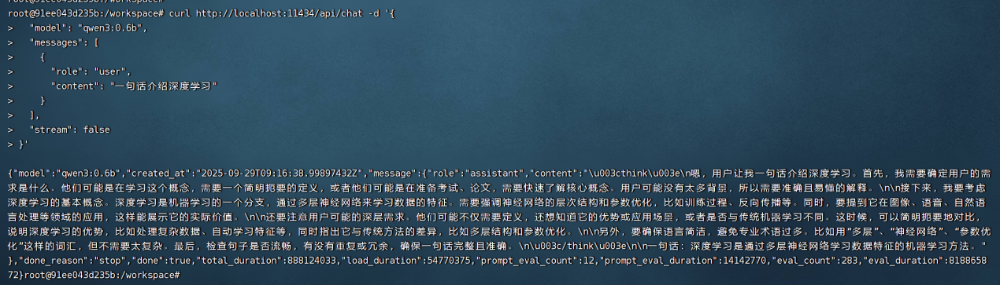 root@91ee043d235b:/workspace# curl http://localhost:11434/api/chat -d '{
>   "model": "qwen3:0.6b",
>   "messages": [
>     {
>       "role": "user",
>       "content": "一句话介绍深度学习"
>     }
>   ],
>   "stream": false
> }'
{"model":"qwen3:0.6b","created_at":"2025-09-29T09:16:38.99897432Z","message":{"role":"assistant","content":"\u003cthink\u003e\n嗯，用户让我一句话介绍深度学习。首先，我需要确定用户的需
求是什么。他们可能是在学习这个概念，需要一个简明扼要的定义，或者他们可能是在准备考试、论文，需要快速了解核心概念。用户可能没有太多背景，所以需要准确且易懂的解释。\n\n接下来，我要考虑
深度学习的基本概念。深度学习是机器学习的一个分支，通过多层神经网络来学习数据的特征。需要强调神经网络的层次结构和参数优化，比如训练过程、反向传播等。同时，要提到它在图像、语言、自然语
言处理等领域的应用，这样能展示它的实际价值。\n\n还要注意用户可能的深层需求。他们可能不仅需要定义，还想知道它的优势或应用场景，或者是否与传统机器学习不同。这时候，可以简明扼要地对比，
说明深度学习的优势，比如处理复杂数据、自动学习特征等，同时指出它与传统方法的差异，比如多层结构和参数优化。\n\n另外，要确保语言简洁，避免专业术语过多。比如用“多层”、“神经网络”、“参数优
化”这样的词汇，但不需要太复杂。最后，检查句子是否流畅，有没有重复或冗余，确保一句话完整且准确。\n\u003c/think\u003e\n\n一句话：深度学习是通过多层神经网络学习数据特征的机器学习方法。"
},"done_reason":"stop","done":true,"total_duration":888124033,"load_duration":54770375,"prompt_eval_count":12,"prompt_eval_duration":14142770,"eval_count":283,"eval_duration":8188658
72}root@91ee043d235b:/workspace#